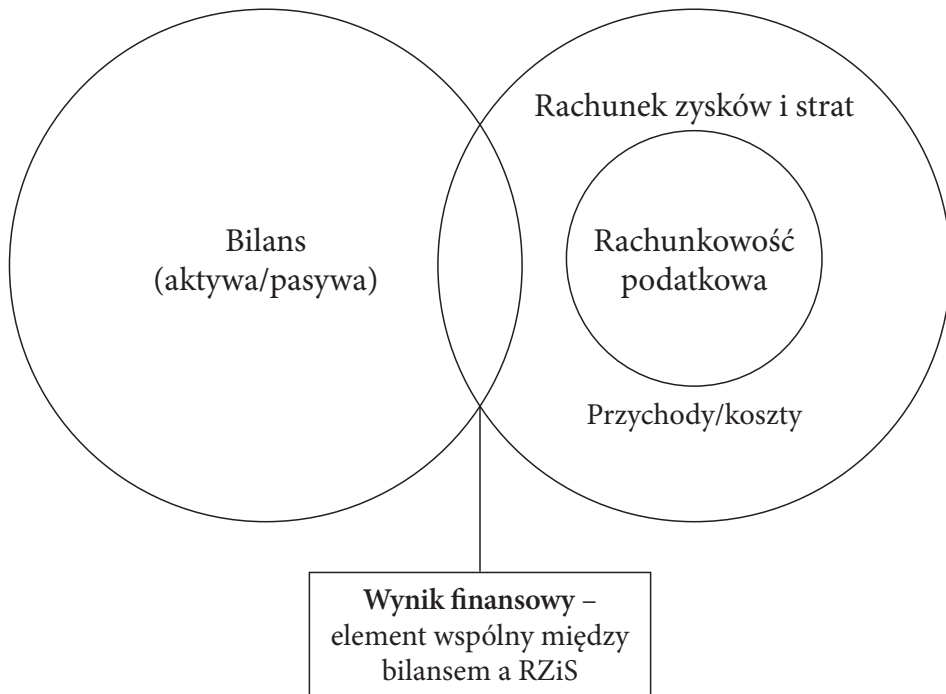 Bilans
(aktywa/pasywa)
Rachunek zysków i strat
Rachunkowość
podatkowa
Przychody/koszty
Wynik finansowy –
element wspólny między
bilansem a RZiS